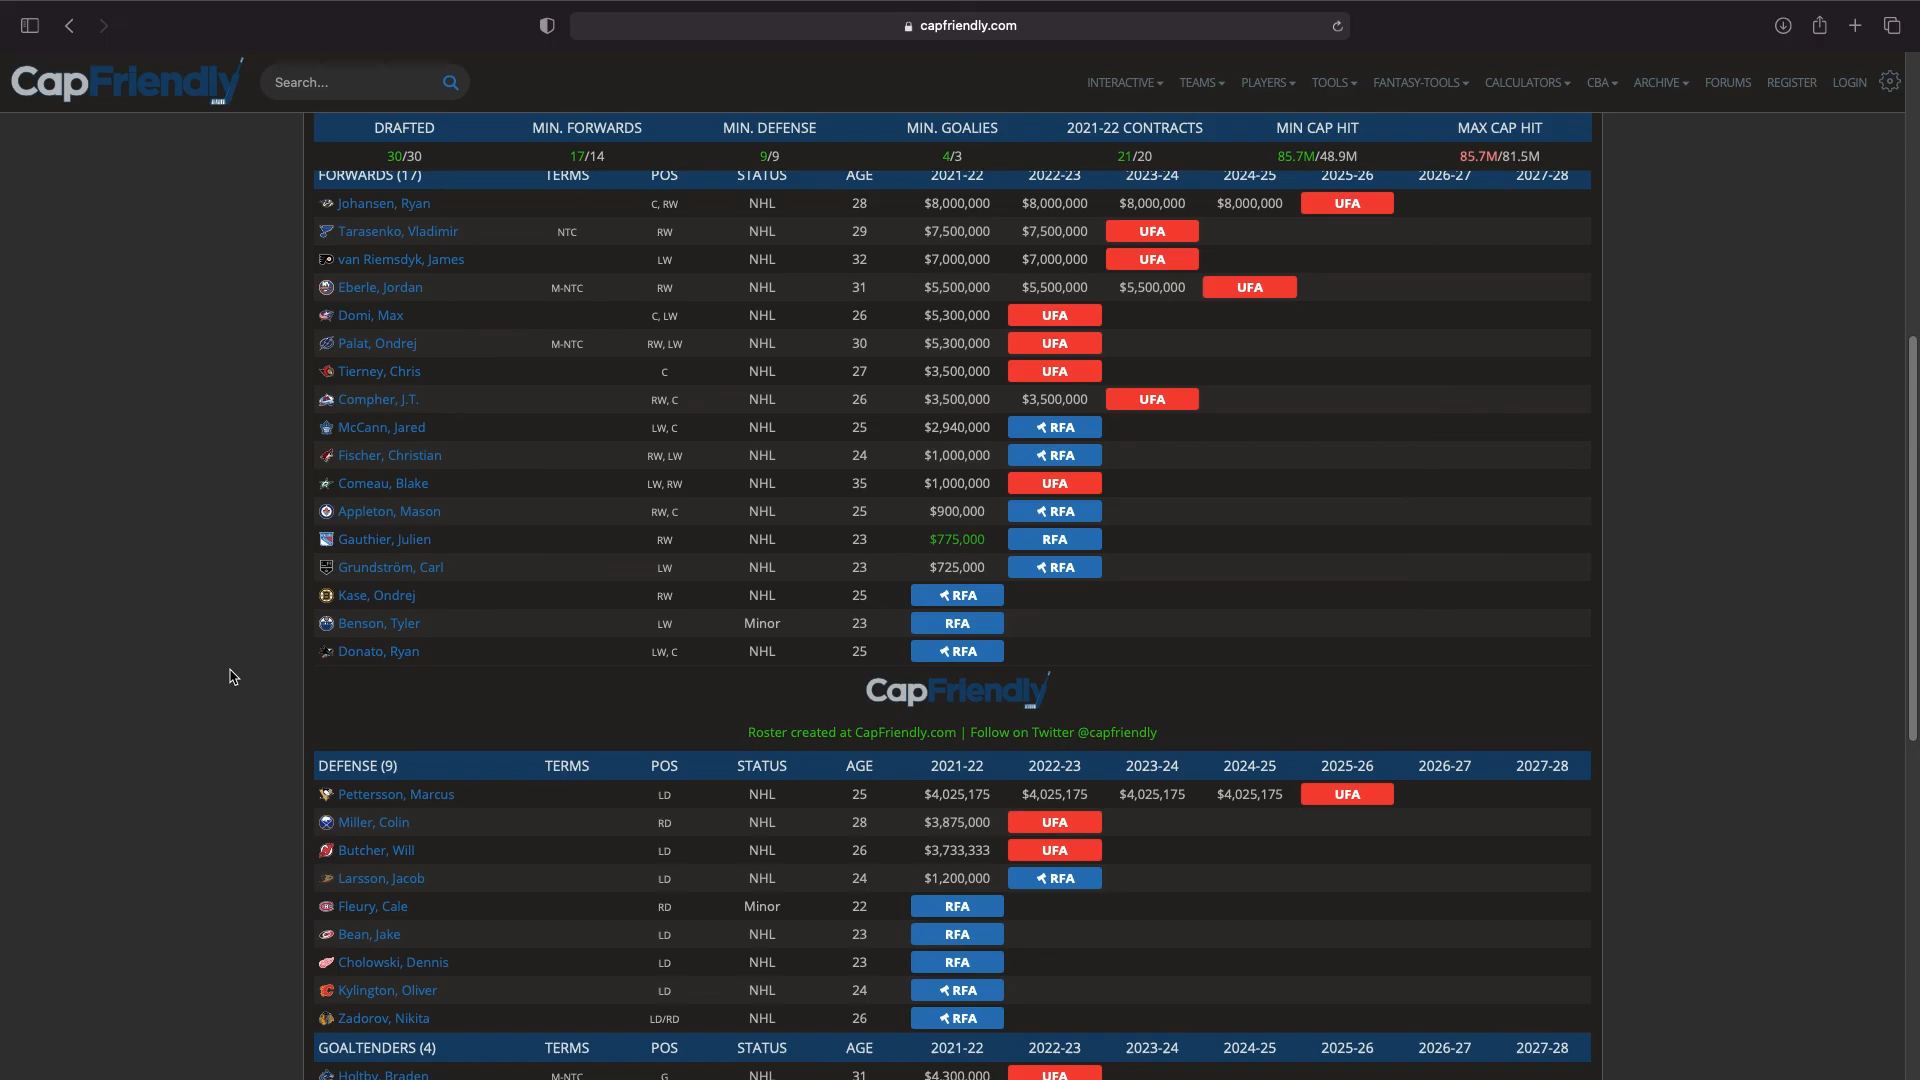 capfriendly.com
CapFriendly Search... INTERACTIVE TEAMS PLAYERS TOOLS FANTASY-TOOLS CALCULATORS CBA ARCHIVE FORUMS REGISTER LOGIN
DRAFTED MIN. FORWARDS MIN. DEFENSE MIN. GOALIES 2021-22 CONTRACTS MIN CAP HIT MAX CAP HIT
30/30 17/14 9/9 4/3 21/20 85.7M/48.9M 85.7M/81.5M
FORWARDS (17) TERMS POS STATUS AGE 2021-22 2022-23 2023-24 2024-25 2025-26 2026-27 2027-28
Johansen, Ryan C, RW NHL 28 $8,000,000 $8,000,000 $8,000,000 $8,000,000 UFA
Tarasenko, Vladimir NTC RW NHL 29 $7,500,000 $7,500,000 UFA
van Riemsdyk, James LW NHL 32 $7,000,000 $7,000,000 UFA
Eberle, Jordan M-NTC RW NHL 31 $5,500,000 $5,500,000 $5,500,000 UFA
Domi, Max C, LW NHL 26 $5,300,000 UFA
Palat, Ondrej M-NTC RW, LW NHL 30 $5,300,000 UFA
Tierney, Chris C NHL 27 $3,500,000 UFA
Compher, J.T. RW, C NHL 26 $3,500,000 $3,500,000 UFA
McCann, Jared LW, C NHL 25 $2,940,000 RFA
Fischer, Christian RW, LW NHL 24 $1,000,000 RFA
Comeau, Blake LW, RW NHL 35 $1,000,000 UFA
Appleton, Mason RW, C NHL 25 $900,000 RFA
Gauthier, Julien RW NHL 23 $775,000 RFA
Grundström, Carl LW NHL 23 $725,000 RFA
Kase, Ondrej RW NHL 25 RFA
Benson, Tyler LW Minor 23 RFA
Donato, Ryan LW, C NHL 25 RFA
CapFriendly
Roster created at CapFriendly.com | Follow on Twitter @capfriendly
DEFENSE (9) TERMS POS STATUS AGE 2021-22 2022-23 2023-24 2024-25 2025-26 2026-27 2027-28
Pettersson, Marcus LD NHL 25 $4,025,175 $4,025,175 $4,025,175 $4,025,175 UFA
Miller, Colin RD NHL 28 $3,875,000 UFA
Butcher, Will LD NHL 26 $3,733,333 UFA
Larsson, Jacob LD NHL 24 $1,200,000 RFA
Fleury, Cale RD Minor 22 RFA
Bean, Jake LD NHL 23 RFA
Cholowski, Dennis LD NHL 23 RFA
Kylington, Oliver LD NHL 24 RFA
Zadorov, Nikita LD/RD NHL 26 RFA
GOALTENDERS (4) TERMS POS STATUS AGE 2021-22 2022-23 2023-24 2024-25 2025-26 2026-27 2027-28
Holtby, Braden M-NTC G NHL 31 $4,300,000 UFA